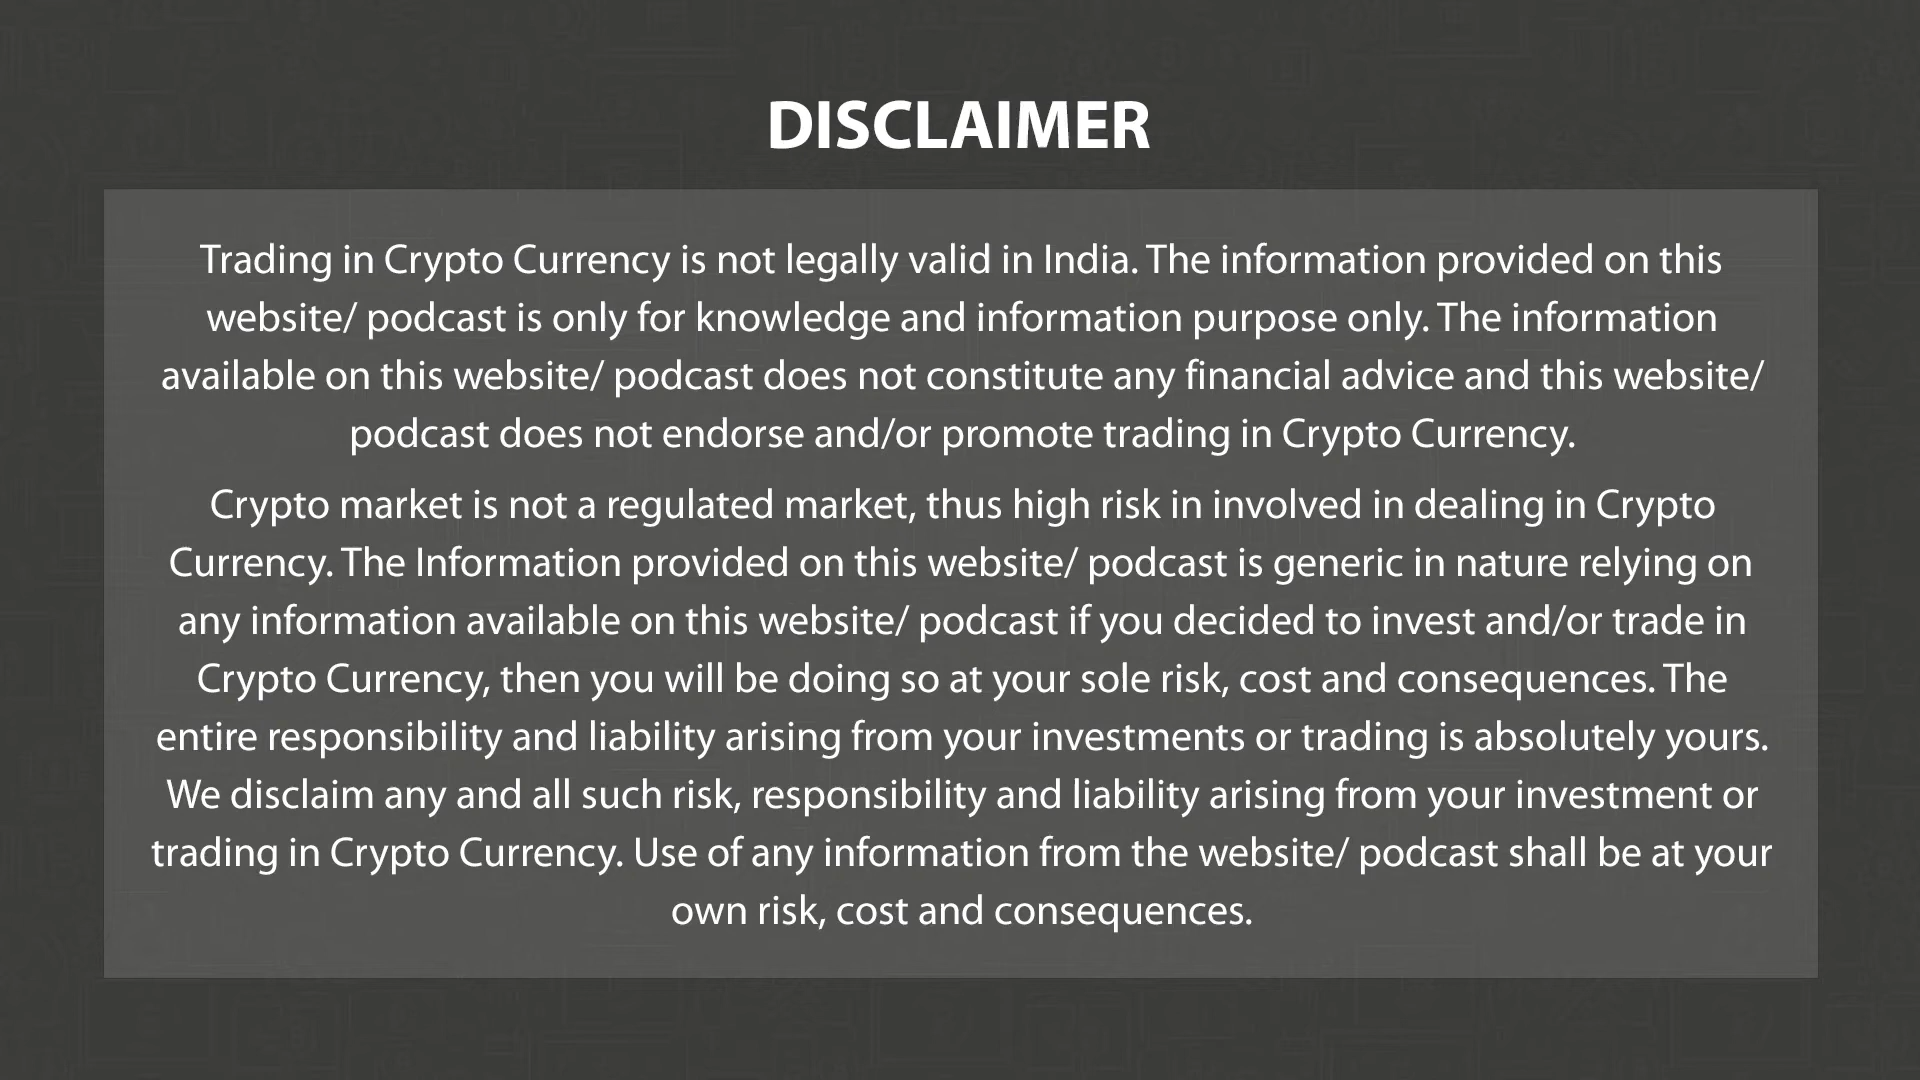 DISCLAIMER
Trading in Crypto Currency is not legally valid in India. The information provided on this
website/ podcast is only for knowledge and information purpose only. The information
available on this website/ podcast does not constitute any financial advice and this website/
podcast does not endorse and/or promote trading in Crypto Currency.
Crypto market is not a regulated market, thus high risk in involved in dealing in Crypto
Currency. The Information provided on this website/ podcast is generic in nature relying on
any information available on this website/ podcast if you decided to invest and/or trade in
Crypto Currency, then you will be doing so at your sole risk, cost and consequences. The
entire responsibility and liability arising from your investments or trading is absolutely yours.
We disclaim any and all such risk, responsibility and liability arising from your investment or
trading in Crypto Currency. Use of any information from the website/ podcast shall be at your
own risk, cost and consequences.